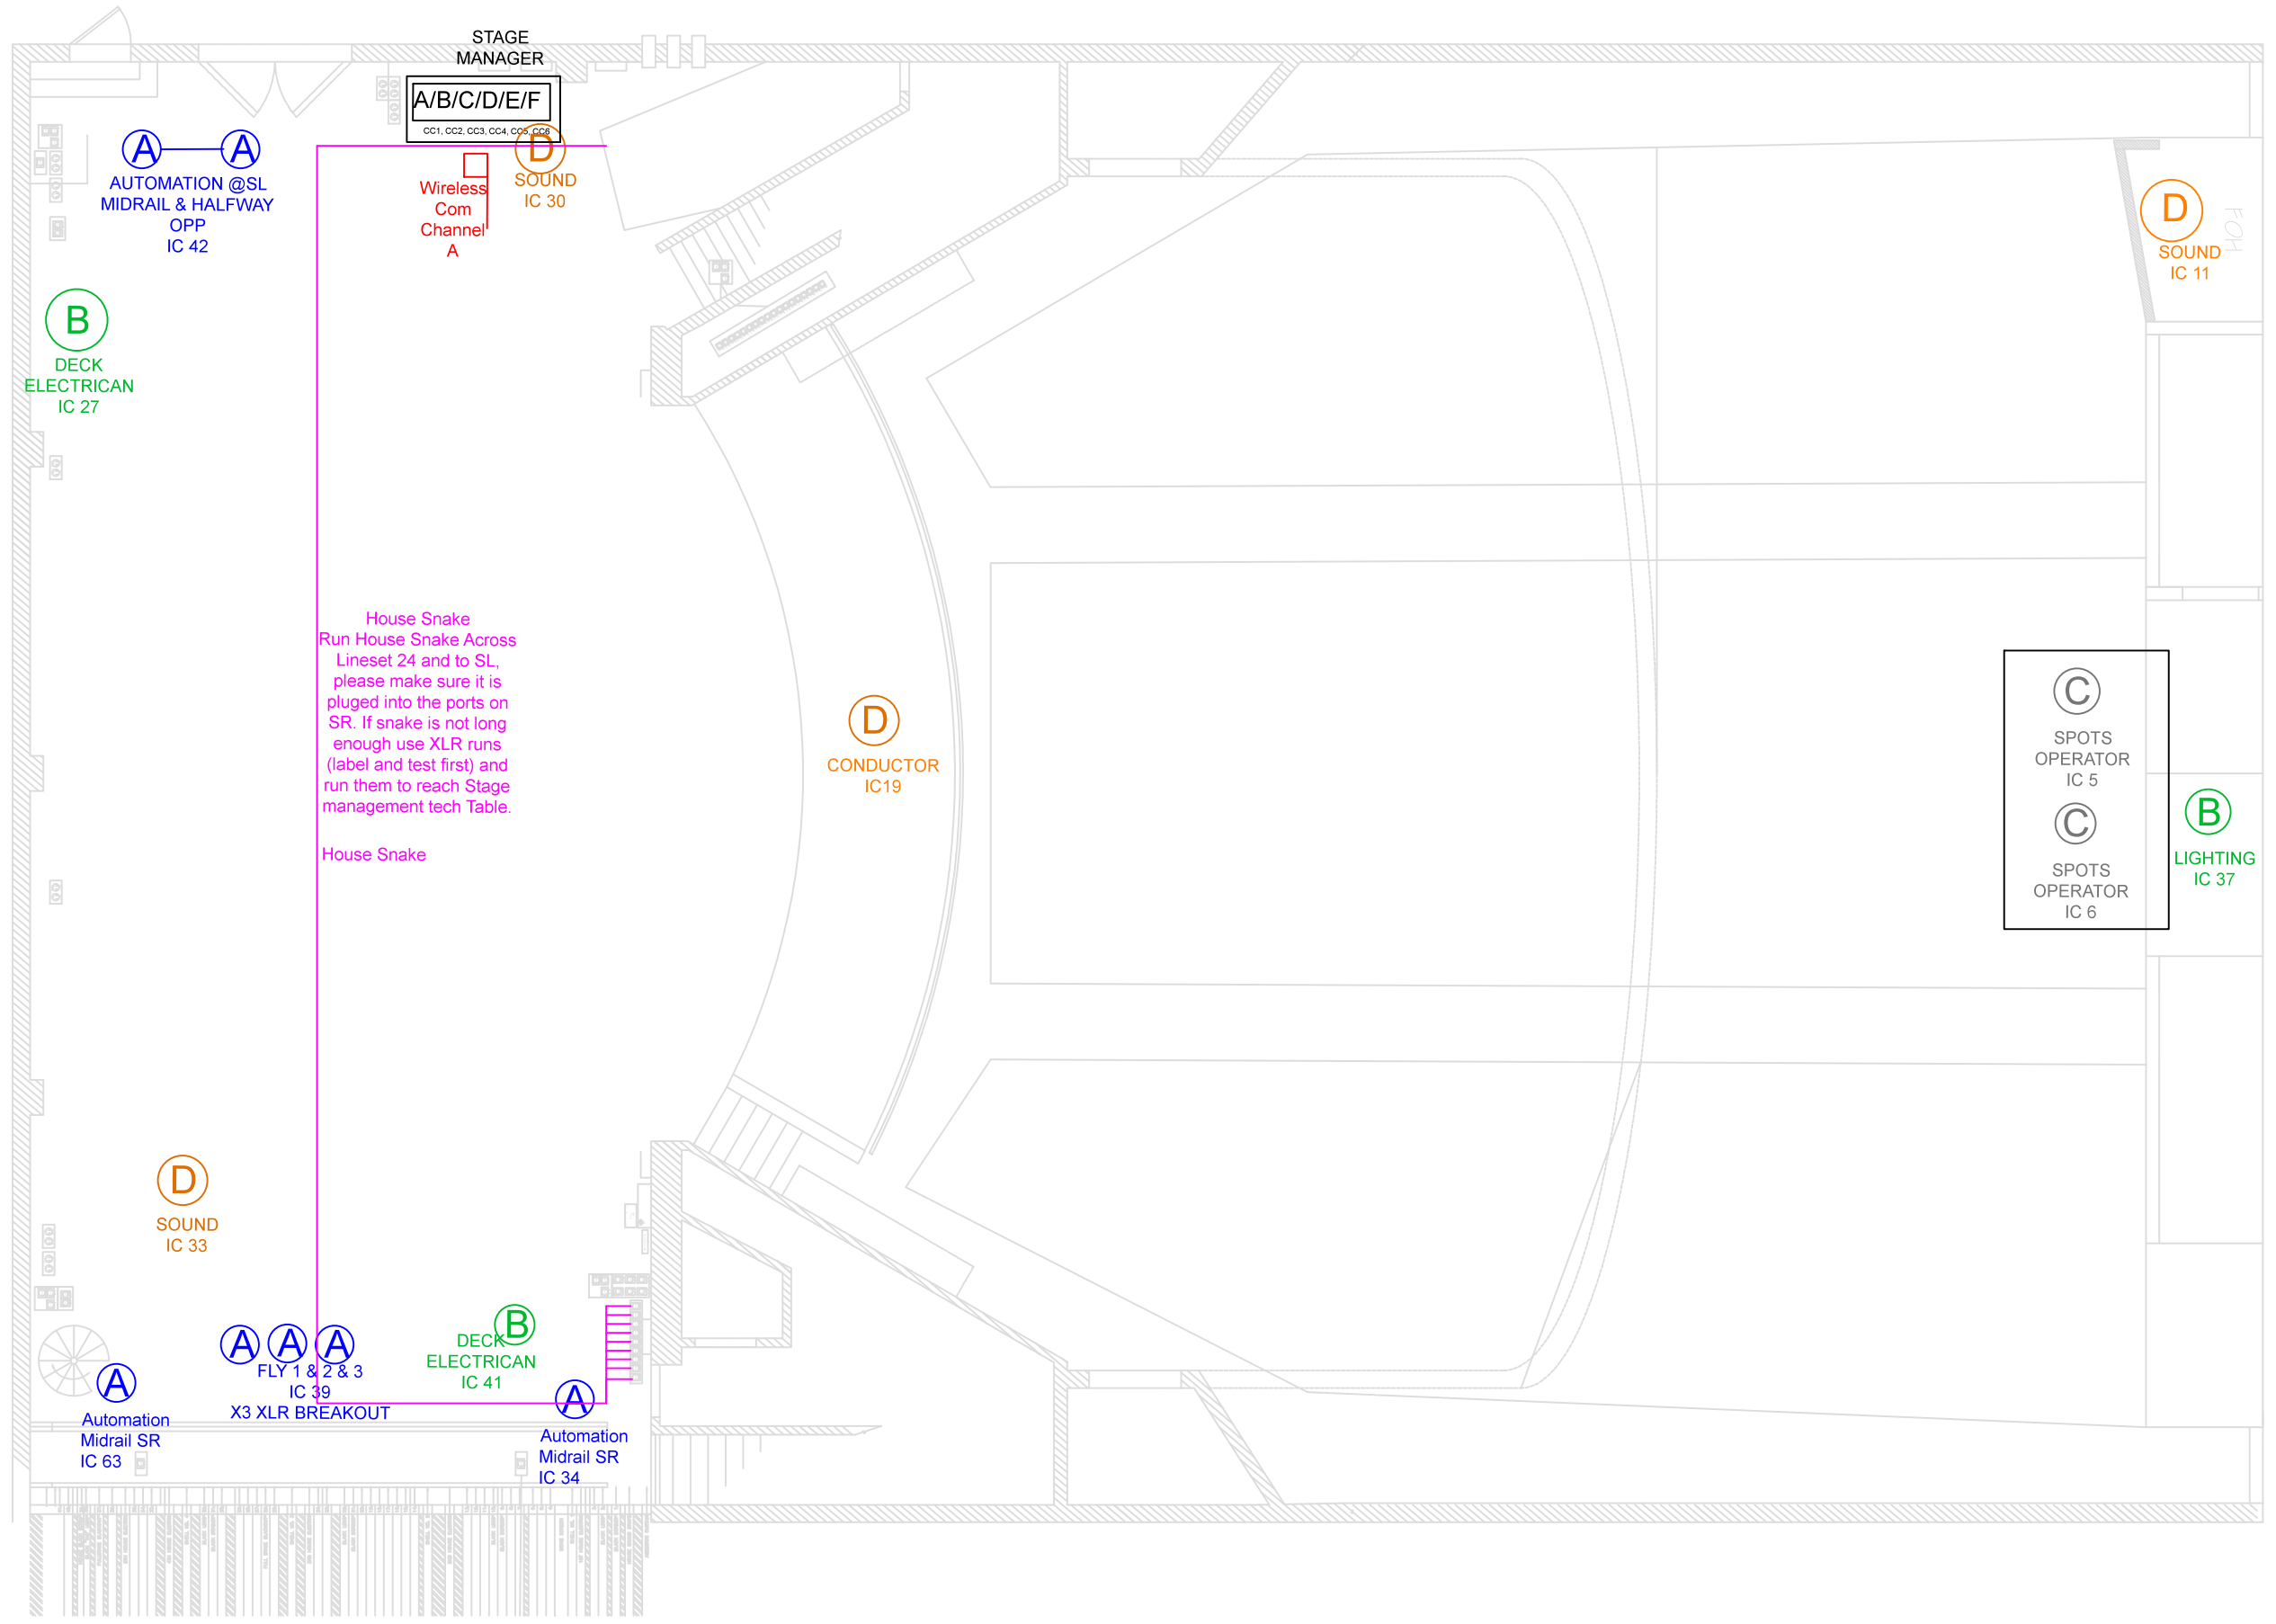 STAGE
MANAGER
A/B/C/D/E/F
CC1, CC2, CC3, CC4, CC5, CC6
A
A
AUTOMATION @SL
MIDRAIL & HALFWAY
OPP
IC 42
Wireless
Com
Channel
A
D
SOUND
IC 30
D
SOUND
IC 11
FOH
B
DECK
ELECTRICAN
IC 27
House Snake
Run House Snake Across
Lineset 24 and to SL,
please make sure it is
pluged into the ports on
SR. If snake is not long
enough use XLR runs
(label and test first) and
run them to reach Stage
management tech Table.
House Snake
D
CONDUCTOR
IC19
C
SPOTS
OPERATOR
IC 5
C
SPOTS
OPERATOR
IC 6
B
LIGHTING
IC 37
D
SOUND
IC 33
A
A
A
FLY 1 & 2 & 3
IC 39
X3 XLR BREAKOUT
B
DECK
ELECTRICAN
IC 41
A
Automation
Midrail SR
IC 63
A
Automation
Midrail SR
IC 34